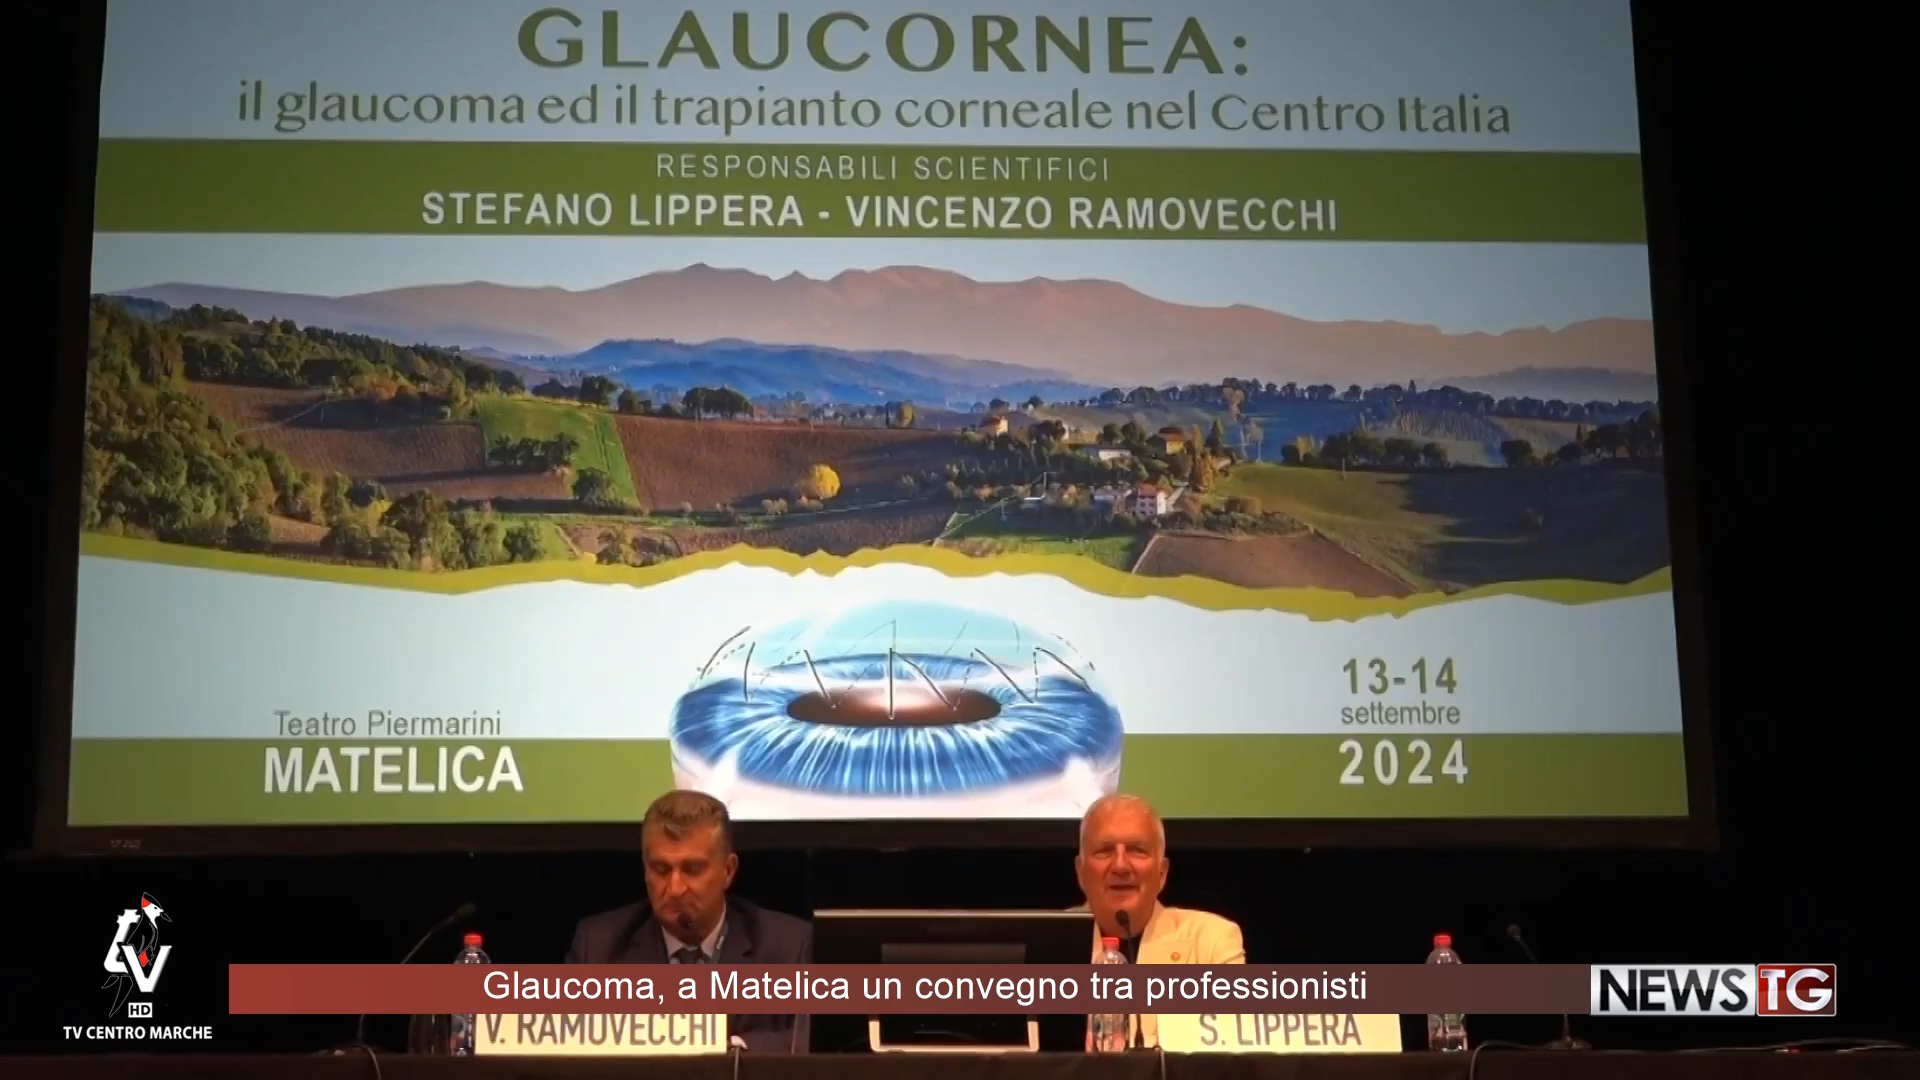 GLAUCORNEA:
il glaucoma ed il trapianto corneale nel Centro Italia
RESPONSABILI SCIENTIFICI
STEFANO LIPPERA - VINCENZO RAMOVECCHI
Teatro Piermarini
MATELICA
13-14
settembre
2024
Glaucoma, a Matelica un convegno tra professionisti
NEWS TG
TV
HD
TV CENTRO MARCHE
V. RAMOVECCHI
S. LIPPERA